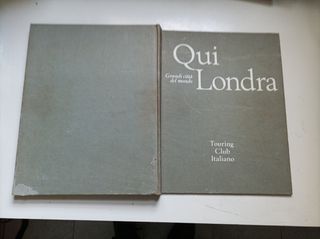 Qui
Grandi città
del mondo
Londra
Touring
Club
Italiano